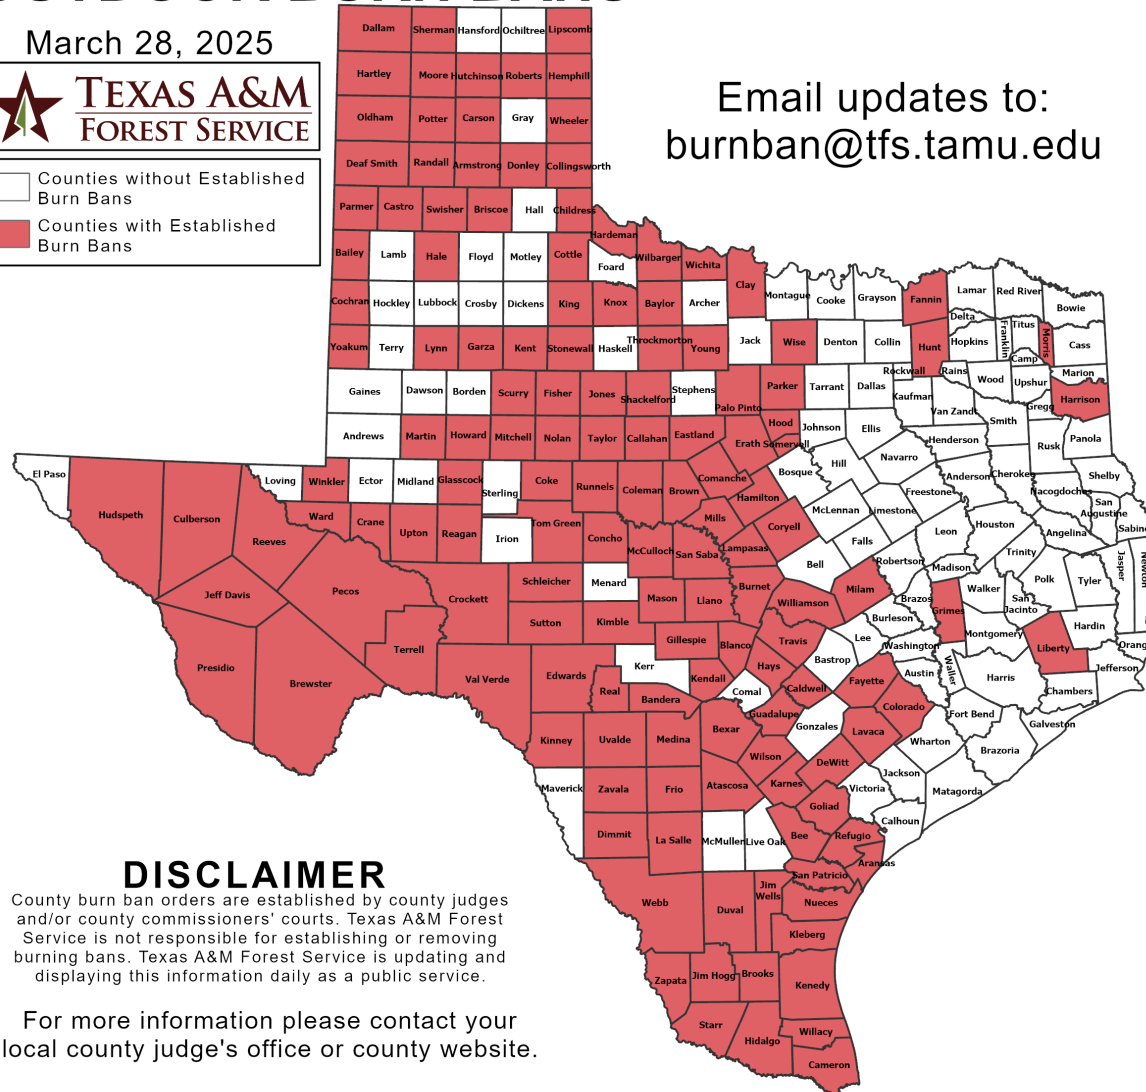 March 28, 2025
TEXAS A&M
FOREST SERVICE
Counties without Established
Burn Bans
Counties with Established
Burn Bans
Email updates to:
burnban@tfs.tamu.edu
Dallam Sherman Hansford Ochiltree Lipscomb
Hartley Moore Hutchinson Roberts Hemphill
Oldham Potter Carson Gray Wheeler
Deaf Smith Randall Armstrong Donley Collingsworth
Parmer Castro Swisher Briscoe Hall Childress
Hardeman
Bailey Lamb Hale Floyd Motley Cottle Foard Wilbarger Wichita
Clay Montague Cooke Grayson Fannin Lamar Red River Bowie
Cochran Hockley Lubbock Crosby Dickens King Knox Baylor Archer
Delta Franklin Titus Morris Cass
Yoakum Terry Lynn Garza Kent Stonewall Haskell Throckmorton Young Jack Wise Denton Collin Hunt Hopkins
Camp
Rockwall Rains Wood Upshur Marion
Gaines Dawson Borden Scurry Fisher Jones Shackelford Stephens Palo Pinto Parker Tarrant Dallas Kaufman Van Zandt Gregg Harrison
Andrews Martin Howard Mitchell Nolan Taylor Callahan Eastland Erath Hood Somervell Johnson Ellis Henderson Smith Rusk Panola
El Paso Loving Winkler Ector Midland Glasscock Sterling Coke Runnels Coleman Brown Comanche Hamilton Bosque Hill Navarro Freestone Anderson Cherokee Nacogdoches Shelby
San
Augustine Sabine
Hudspeth Culberson Reeves Ward Crane Upton Reagan Irion Tom Green Concho McCulloch San Saba Mills Lampasas Coryell McLennan Limestone Falls Leon Houston Angelina
Jeff Davis Pecos Crockett Schleicher Menard Mason Llano Burnet Bell Milam Robertson Madison Trinity Polk Tyler Jasper Newton
Sutton Kimble Williamson Brazos Burleson Grimes Walker San
Jacinto Hardin
Presidio Brewster Terrell Val Verde Edwards Gillespie Blanco Travis Lee Washington Montgomery Liberty Orang
Real Kerr Kendall Hays Bastrop Austin Waller Harris Jefferson
Bandera Comal Caldwell Fayette Colorado Fort Bend Chambers Galveston
Kinney Uvalde Medina Bexar Guadalupe Gonzales Lavaca Wharton Brazoria
Maverick Zavala Frio Atascosa Wilson Karnes DeWitt Victoria Jackson Matagorda
Dimmit La Salle McMullen Live Oak Bee Goliad Refugio Calhoun
Aransas
San Patricio
Webb Duval Jim
Wells Nueces
Kleberg
Zapata Jim Hogg Brooks Kenedy
Starr Hidalgo Willacy
Cameron
DISCLAIMER
County burn ban orders are established by county judges
and/or county commissioners' courts. Texas A&M Forest
Service is not responsible for establishing or removing
burning bans. Texas A&M Forest Service is updating and
displaying this information daily as a public service.
For more information please contact your
local county judge's office or county website.